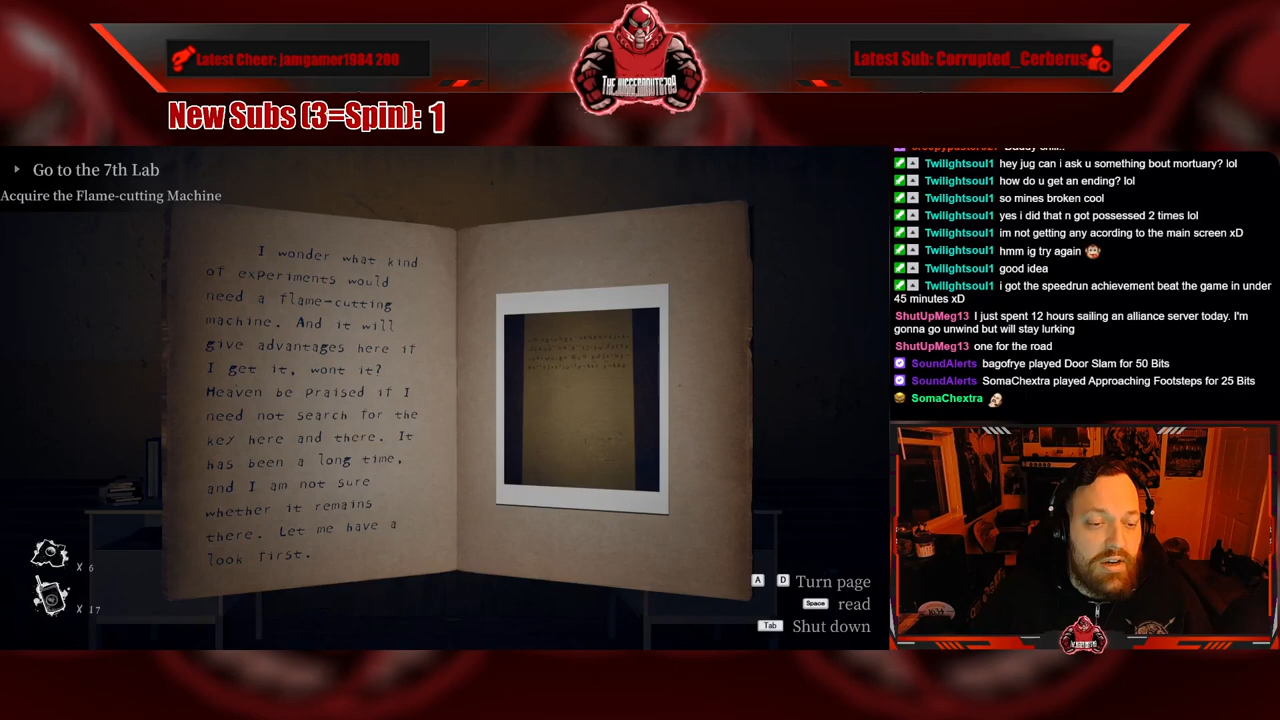 Latest Cheer: jamgamer1984 200
THEJUGGERNAUT6789
Latest Sub: Corrupted_Cerberus
New Subs (3=Spin): 1
Go to the 7th Lab
Acquire the Flame-cutting Machine
I wonder what kind
of experiments would
need a flame-cutting
machine. And it will
give advantages here if
I get it, wont it?
Heaven be praised if I
need not search for the
key here and there. It
has been a long time,
and I am not sure
whether it remains
there. Let me have a
look first.
X 6
X 17
A D Turn page
Space read
Tab Shut down
Twilightsoul1 hey jug can i ask u something bout mortuary? lol
Twilightsoul1 how do u get an ending? lol
Twilightsoul1 so mines broken cool
Twilightsoul1 yes i did that n got possessed 2 times lol
Twilightsoul1 im not getting any acording to the main screen xD
Twilightsoul1 hmm ig try again
Twilightsoul1 good idea
Twilightsoul1 i got the speedrun achievement beat the game in under
45 minutes xD
ShutUpMeg13 I just spent 12 hours sailing an alliance server today. I'm
gonna go unwind but will stay lurking
ShutUpMeg13 one for the road
SoundAlerts bagofrye played Door Slam for 50 Bits
SoundAlerts SomaChextra played Approaching Footsteps for 25 Bits
SomaChextra